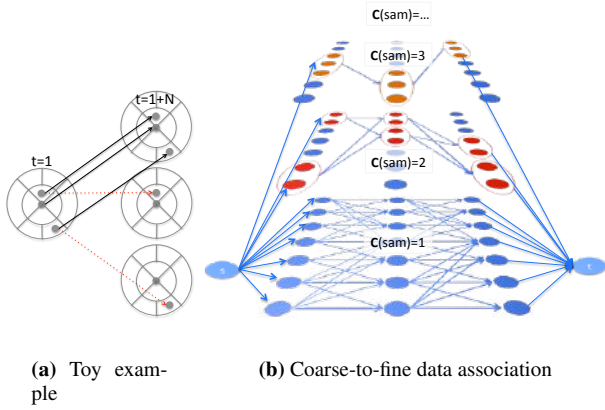 C(sam)=...
C(sam)=3
t=1+N
t=1
C(sam)=2
C(sam)=1
s
t
(a) Toy exam-
ple
(b) Coarse-to-fine data association